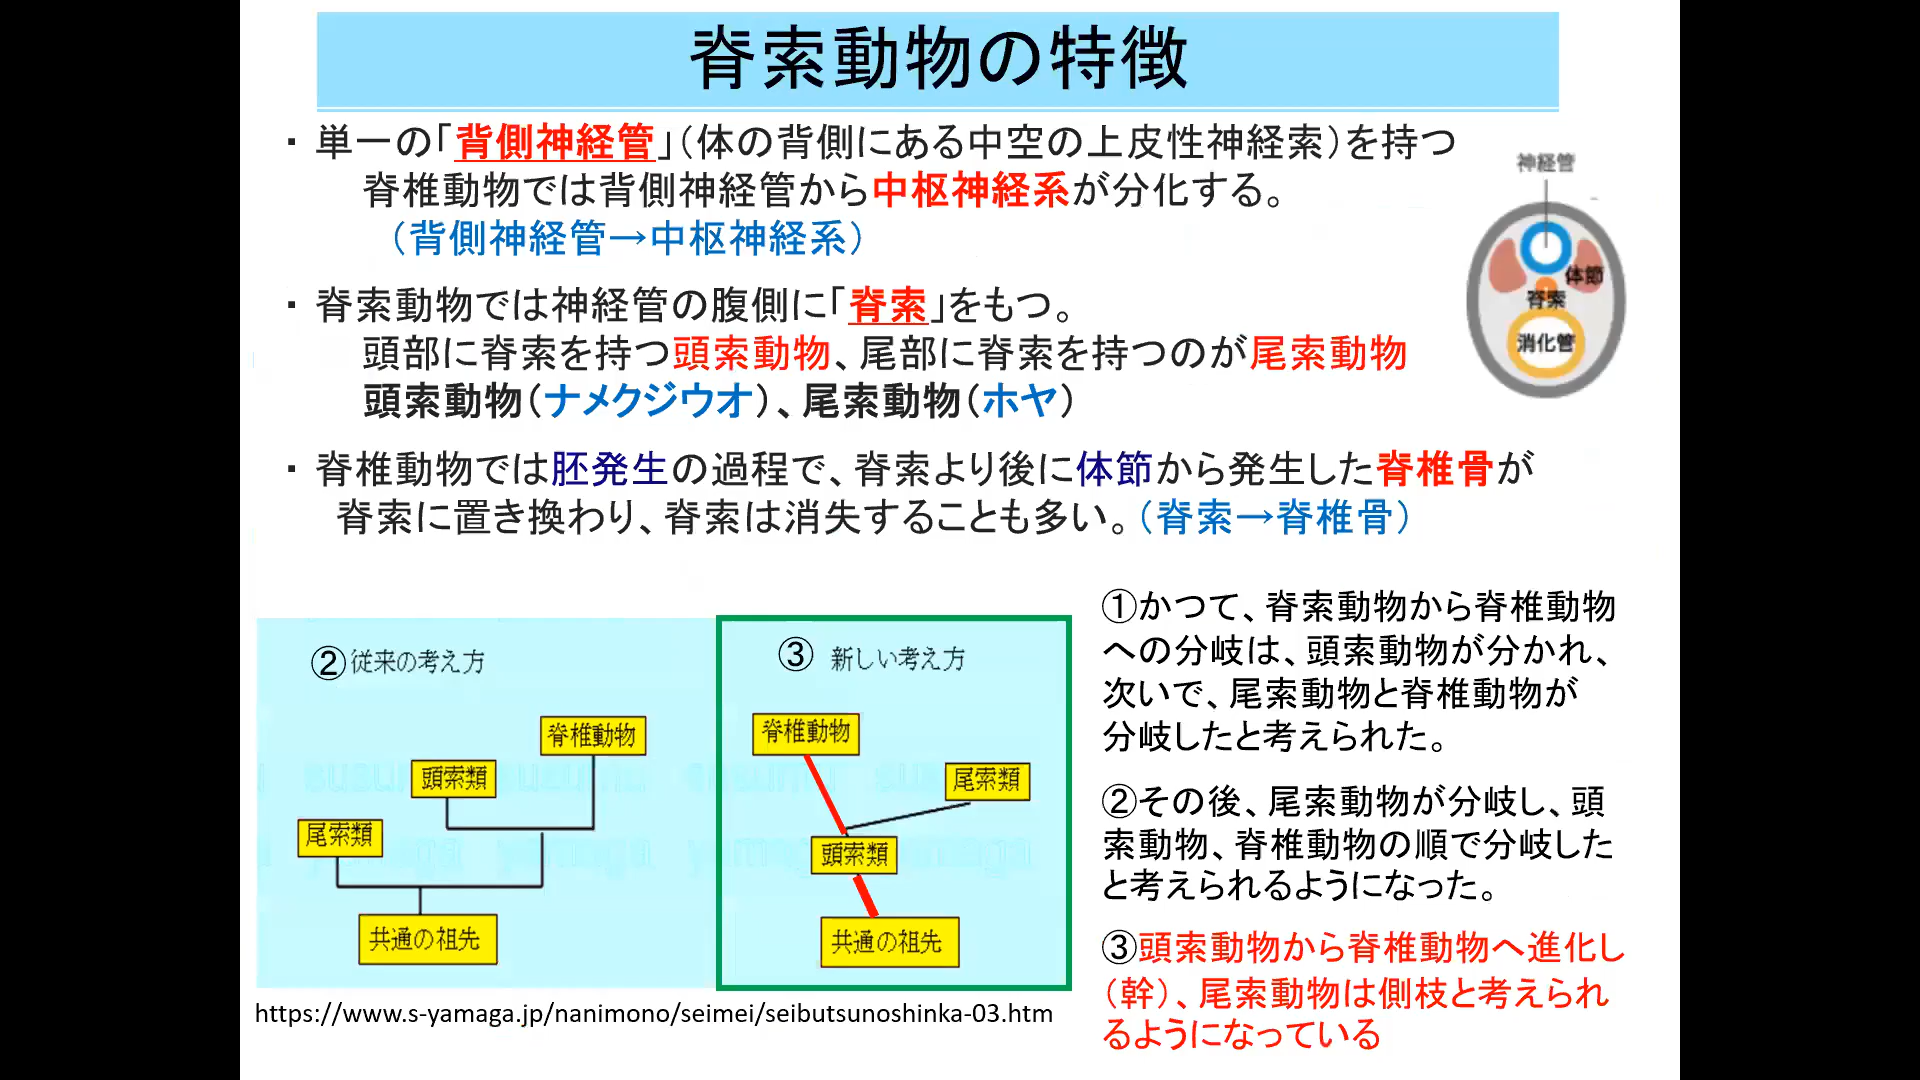 脊索動物の特徴
・ 単一の「背側神経管」（体の背側にある中空の上皮性神経索）を持つ
脊椎動物では背側神経管から中枢神経系が分化する。
（背側神経管→中枢神経系）
神経管
体節
脊索
消化管
・ 脊索動物では神経管の腹側に「脊索」をもつ。
頭部に脊索を持つ頭索動物、尾部に脊索を持つのが尾索動物
頭索動物（ナメクジウオ）、尾索動物（ホヤ）
・ 脊椎動物では胚発生の過程で、脊索より後に体節から発生した脊椎骨が
脊索に置き換わり、脊索は消失することも多い。（脊索→脊椎骨）
②従来の考え方
脊椎動物
頭索類
尾索類
共通の祖先
③ 新しい考え方
脊椎動物
尾索類
頭索類
共通の祖先
https://www.s-yamaga.jp/nanimono/seimei/seibutsunoshinka-03.htm
①かつて、脊索動物から脊椎動物
への分岐は、頭索動物が分かれ、
次いで、尾索動物と脊椎動物が
分岐したと考えられた。
②その後、尾索動物が分岐し、頭
索動物、脊椎動物の順で分岐した
と考えられるようになった。
③頭索動物から脊椎動物へ進化し
（幹）、尾索動物は側枝と考えられ
るようになっている